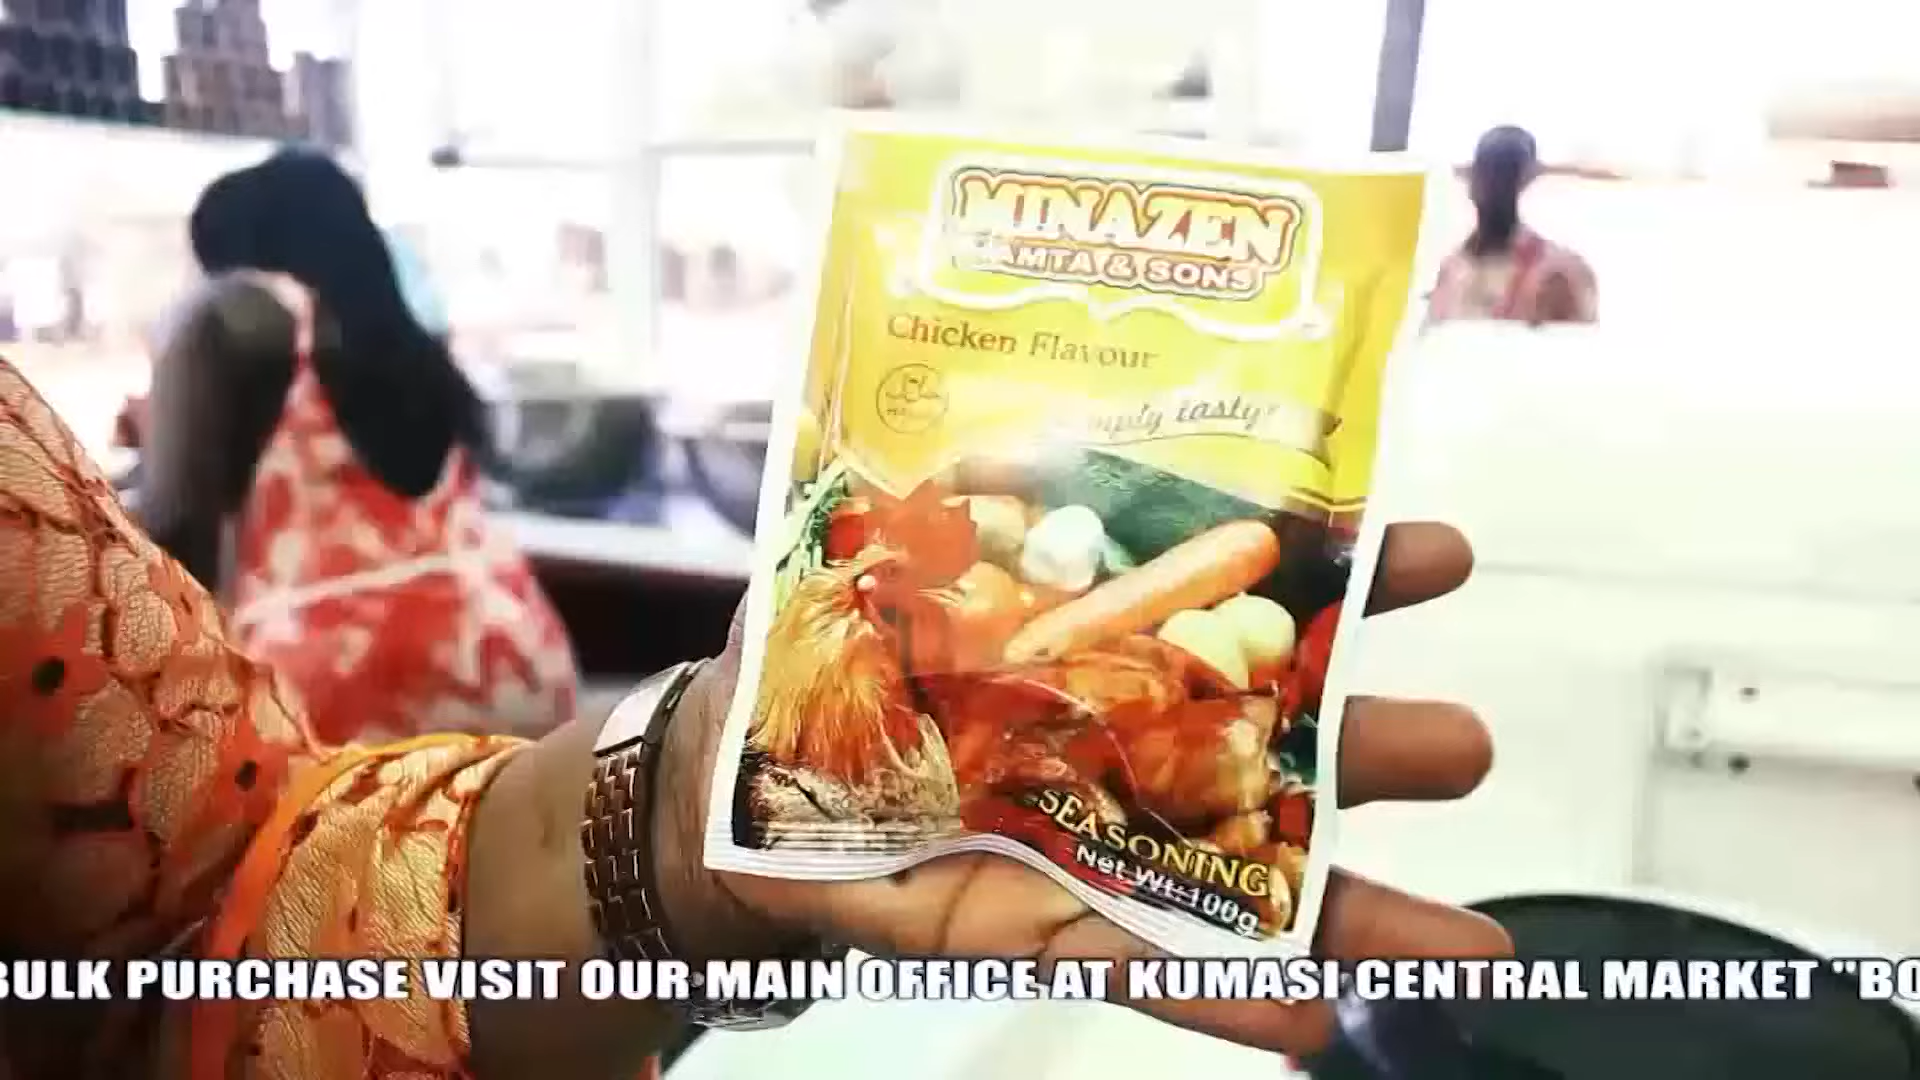 MINAZEN
& SONS
Chicken Flavour
tasty
SEASONING
Net Wt:100g
BULK PURCHASE VISIT OUR MAIN OFFICE AT KUMASI CENTRAL MARKET "BO